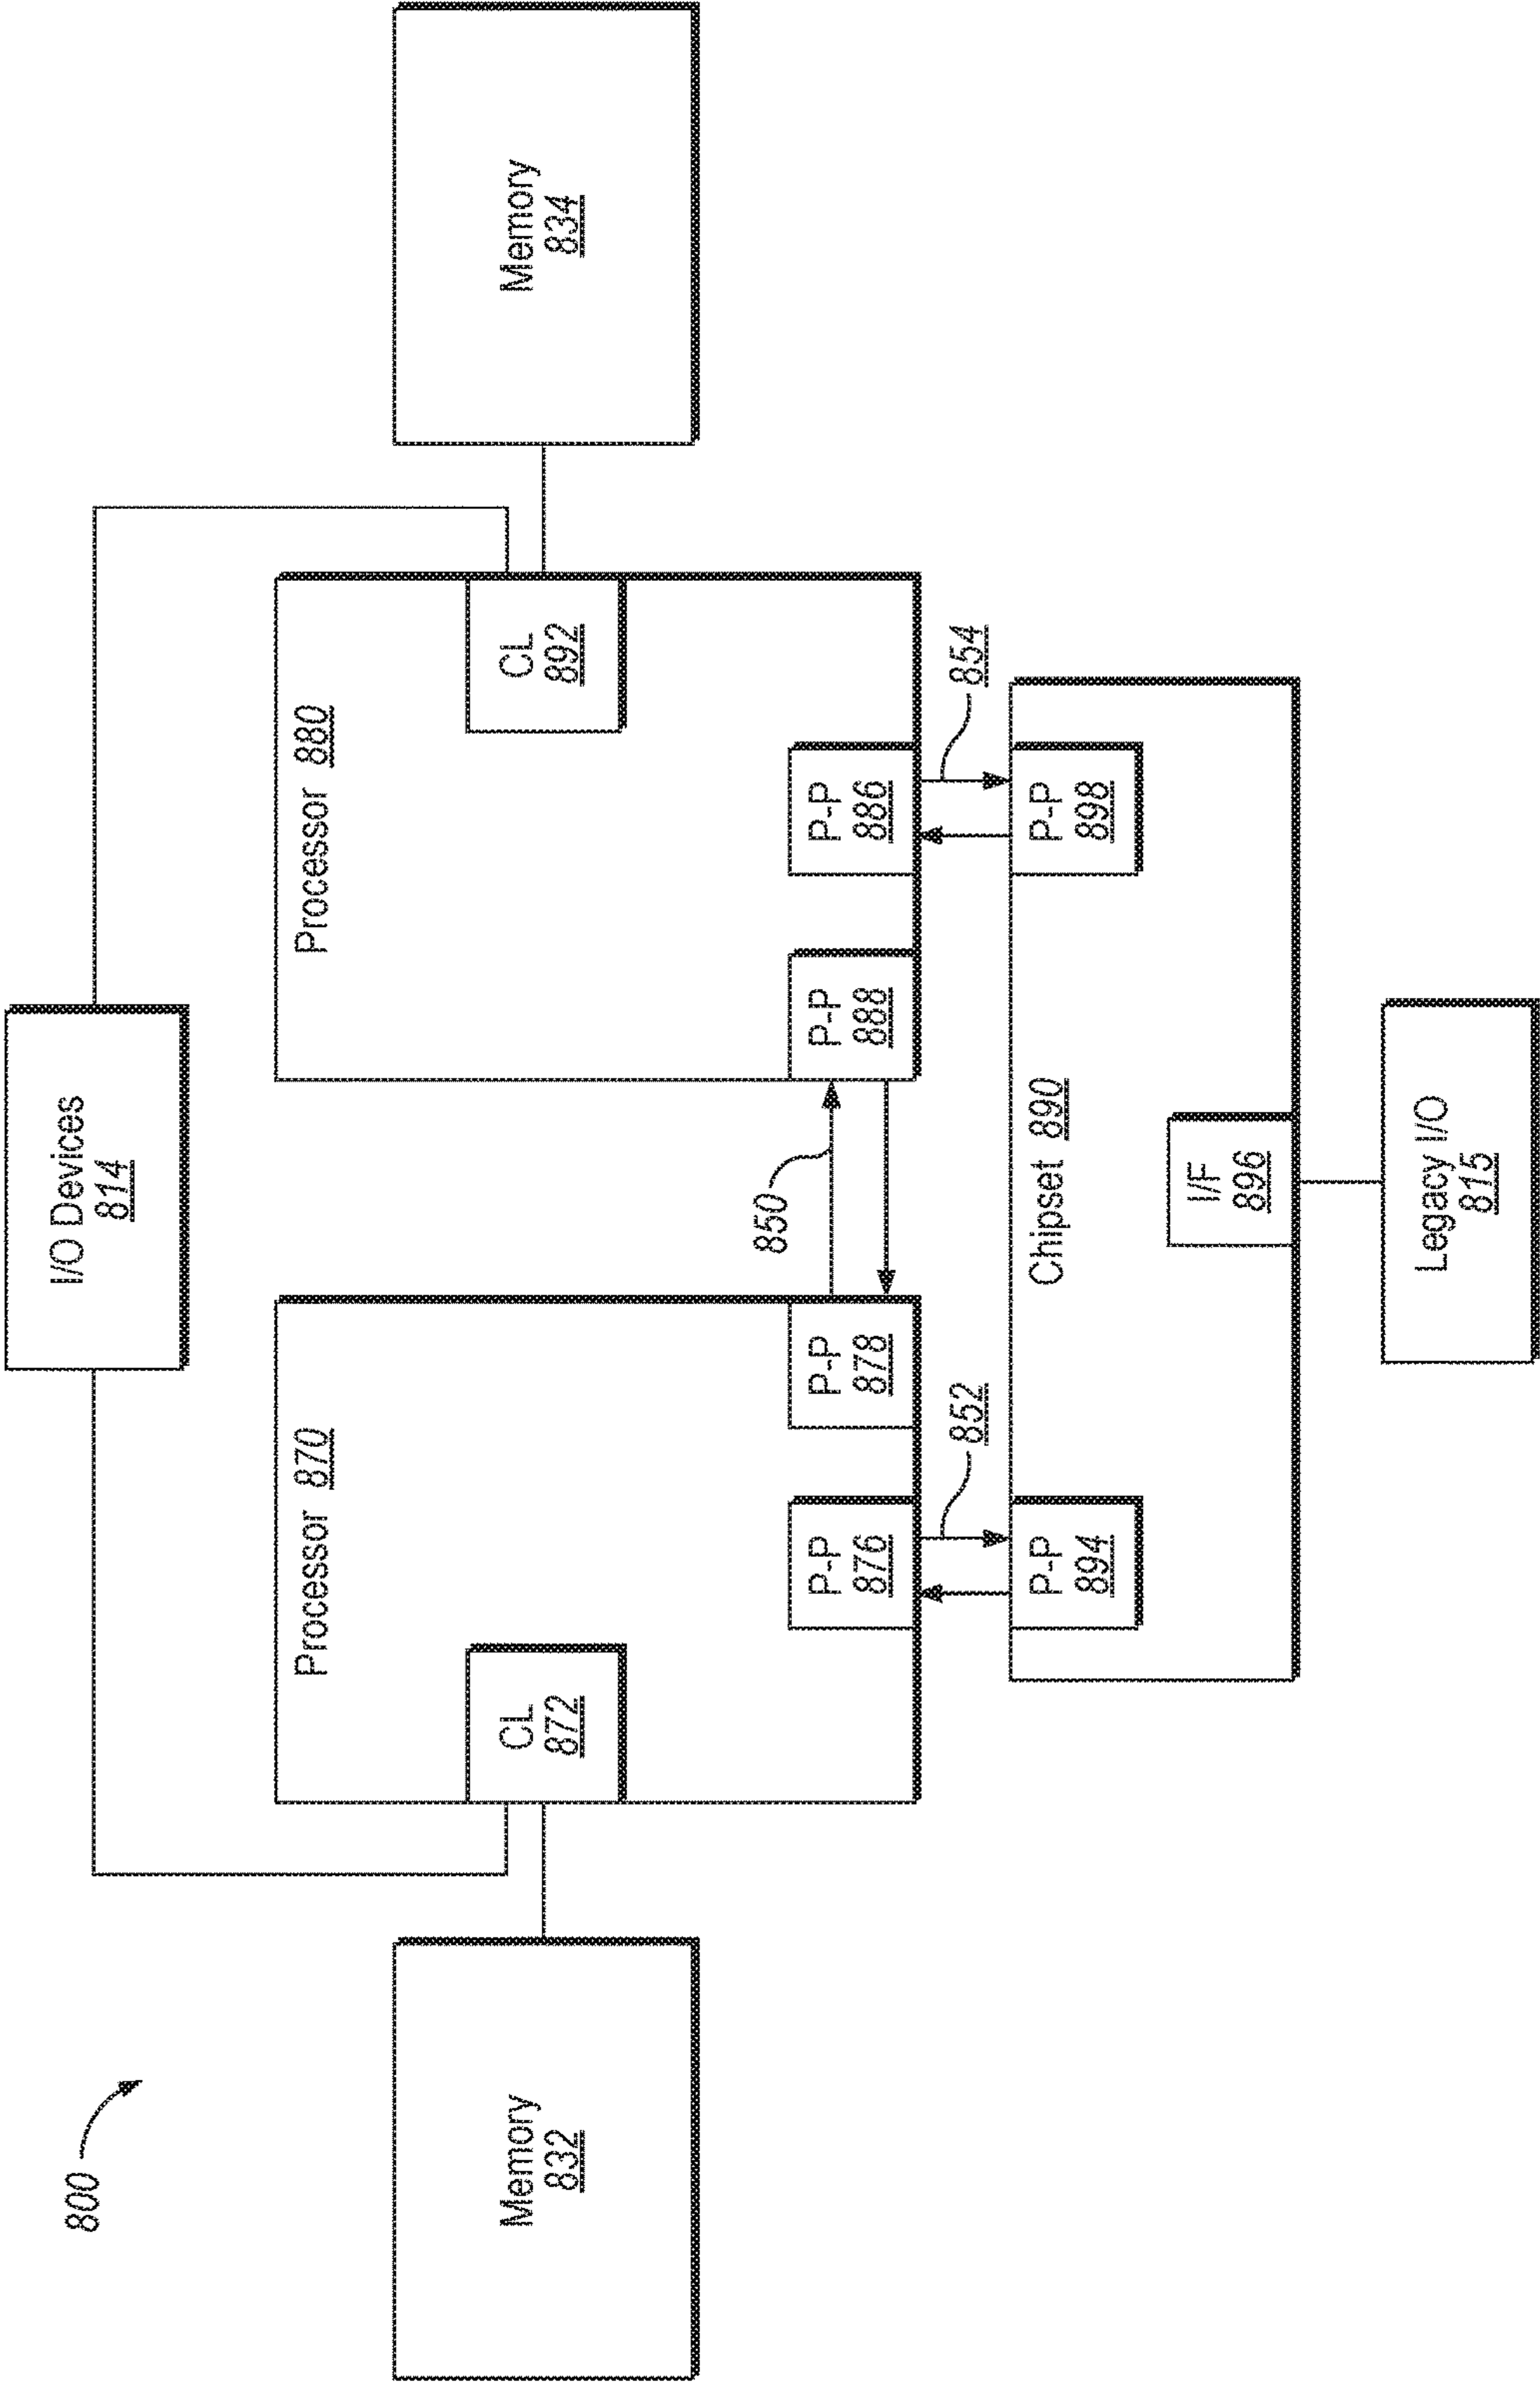 800
I/O Devices
814
Memory
832
Processor 870
CL
872
P-P
876
P-P
878
850
Processor 880
CL
892
P-P
888
P-P
886
Memory
834
852
854
Chipset 890
P-P
894
P-P
898
I/F
896
Legacy I/O
815